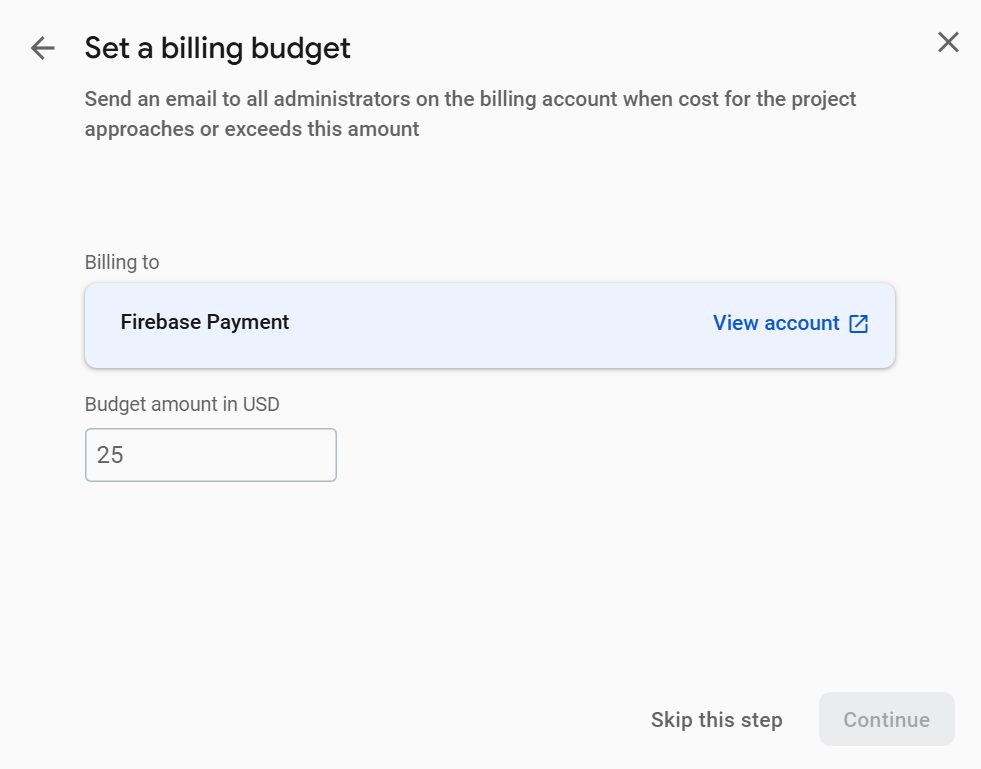 Set a billing budget
Send an email to all administrators on the billing account when cost for the project
approaches or exceeds this amount
Billing to
Firebase Payment
View account
Budget amount in USD
25
Skip this step
Continue